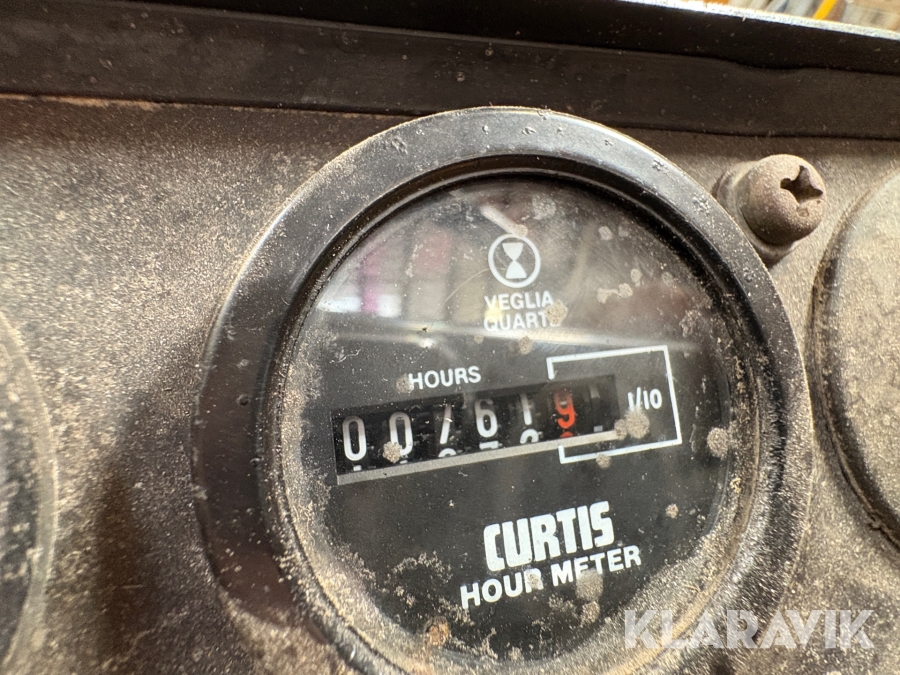 VEGLIA
QUARTZ
HOURS
007619
1/10
CURTIS
HOUR METER
KLARAVIK